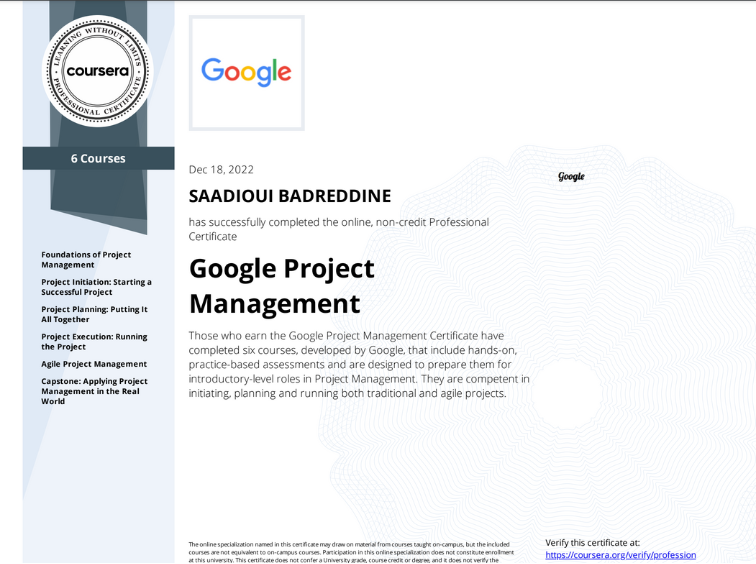 LEARNING WITHOUT LIMITS
coursera
PROFESSIONAL CERTIFICATE
6 Courses
Foundations of Project
Management
Project Initiation: Starting a
Successful Project
Project Planning: Putting It
All Together
Project Execution: Running
the Project
Agile Project Management
Capstone: Applying Project
Management in the Real
World
Google
Dec 18, 2022
SAADIOUI BADREDDINE
has successfully completed the online, non-credit Professional
Certificate
Google Project
Management
Those who earn the Google Project Management Certificate have
completed six courses, developed by Google, that include hands-on,
practice-based assessments and are designed to prepare them for
introductory-level roles in Project Management. They are competent in
initiating, planning and running both traditional and agile projects.
Google
The online specialization named in this certificate may draw on material from courses taught on-campus, but the included
courses are not equivalent to on-campus courses. Participation in this online specialization does not constitute enrollment
at this university. This certificate does not confer a University grade, course credit or degree, and it does not verify the
Verify this certificate at:
https://coursera.org/verify/profession